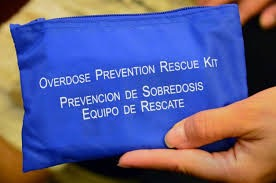 Overdose Prevention Rescue Kit
Prevencion de Sobredosis
Equipo de Rescate